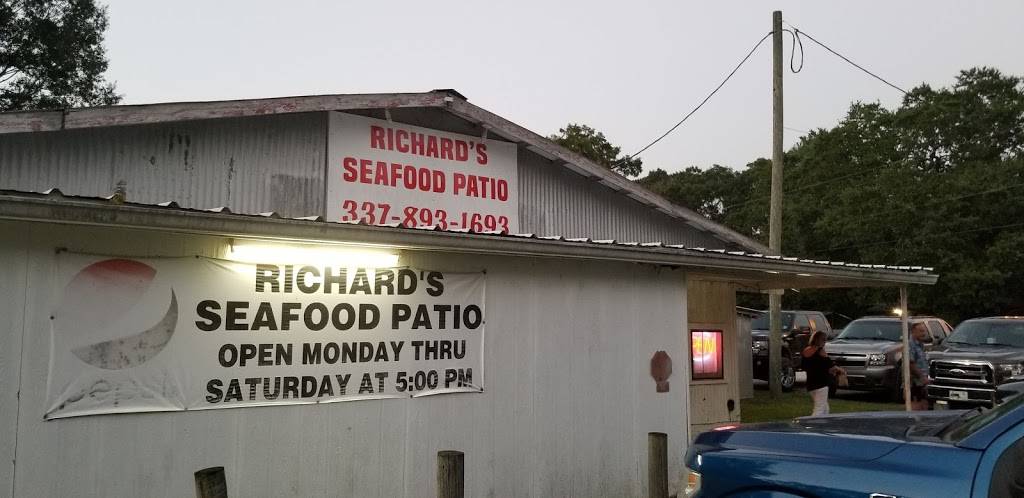 RICHARD'S
SEAFOOD PATIO
337-893-1693
RICHARD'S
SEAFOOD PATIO
OPEN MONDAY THRU
SATURDAY AT 5:00 PM